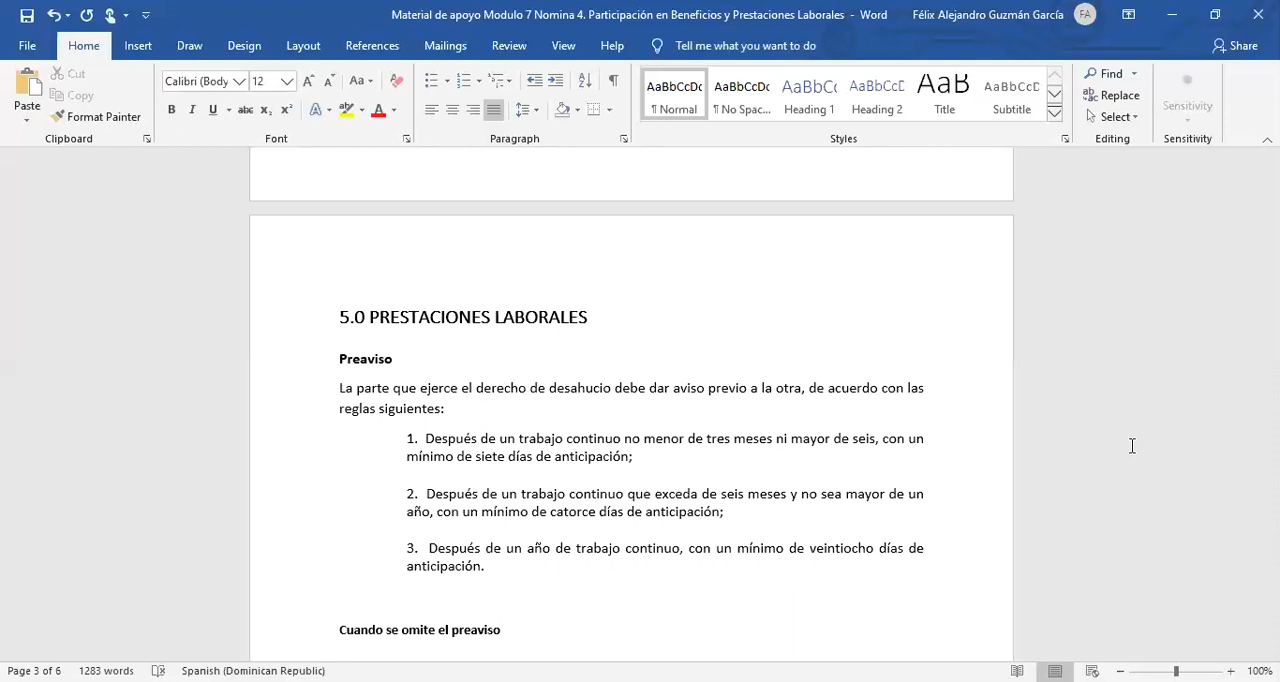 Material de apoyo Modulo 7 Nomina 4. Participación en Beneficios y Prestaciones Laborales - Word
Félix Alejandro Guzmán García
FA
File Home Insert Draw Design Layout References Mailings Review View Help Tell me what you want to do Share
Paste
Cut
Copy
Format Painter
Clipboard
Calibri (Body 12
Font
Paragraph
AaBbCcDc AaBbCcDc AaBbCc AaBbCcD AaB AaBbCcD
¶ Normal ¶ No Spac... Heading 1 Heading 2 Title Subtitle
Styles
Find
Replace
Select
Editing
Sensitivity
Sensitivity
5.0 PRESTACIONES LABORALES
Preaviso
La parte que ejerce el derecho de desahucio debe dar aviso previo a la otra, de acuerdo con las
reglas siguientes:
1. Después de un trabajo continuo no menor de tres meses ni mayor de seis, con un
mínimo de siete días de anticipación;
2. Después de un trabajo continuo que exceda de seis meses y no sea mayor de un
año, con un mínimo de catorce días de anticipación;
3. Después de un año de trabajo continuo, con un mínimo de veintiocho días de
anticipación.
Cuando se omite el preaviso
Page 3 of 6 1283 words Spanish (Dominican Republic) 100%